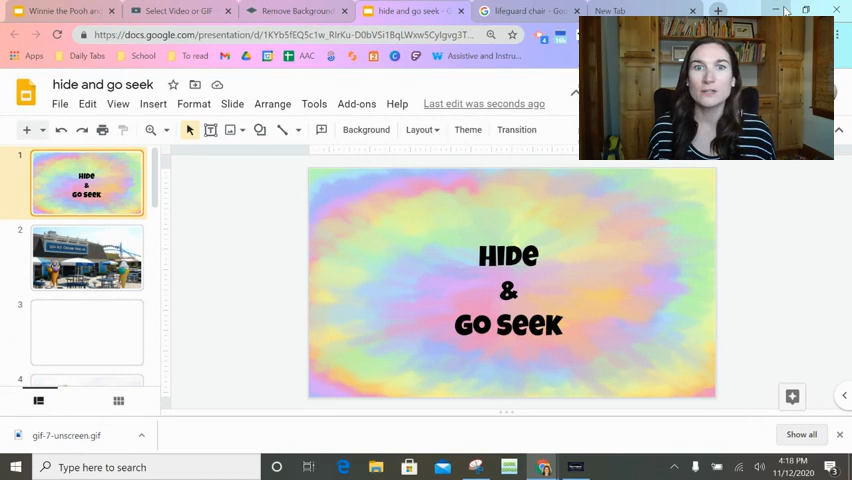 Winnie the Pooh an
Select Video or GIF
Remove Background
hide and go seek - G
lifeguard chair - Goo
New Tab
https://docs.google.com/presentation/d/1KYb5fEQ5c1w_RIrKu-D0bVSi1BqLWxw5Cylgvg3T...
Apps
Daily Tabs
School
To read
AAC
Assistive and Instru...
hide and go seek
File Edit View Insert Format Slide Arrange Tools Add-ons Help
Last edit was seconds ago
Background
Layout
Theme
Transition
1
Hide
&
Go Seek
2
3
4
Hide
&
Go Seek
gif-7-unscreen.gif
Show all
Type here to search
4:18 PM
11/12/2020